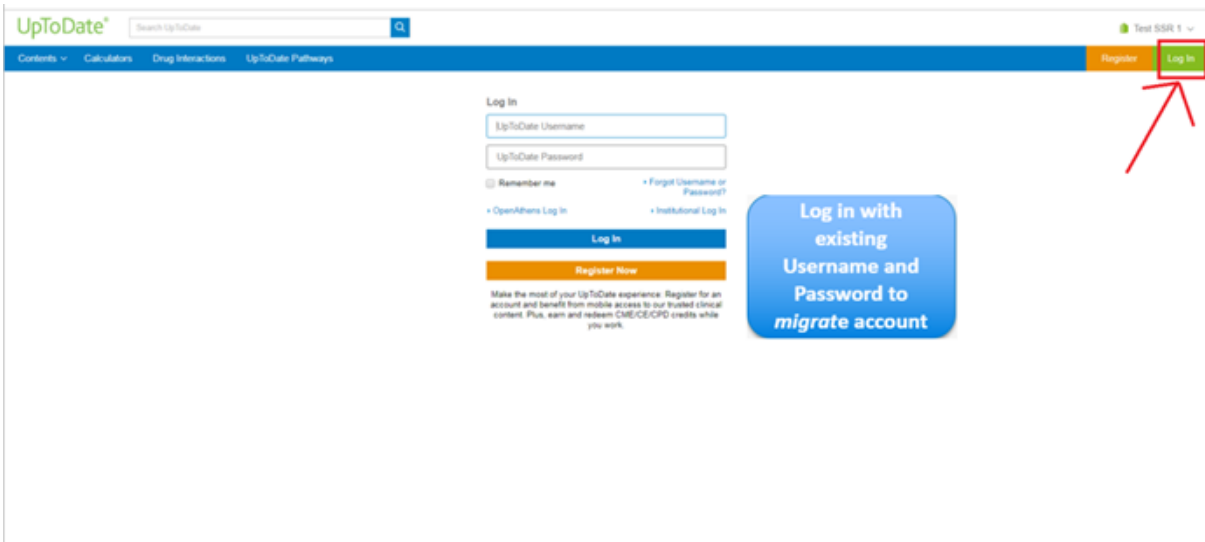 UpToDate®
Search UpToDate
Test SSR 1
Contents
Calculators
Drug Interactions
UpToDate Pathways
Register
Log In
Log In
UpToDate Username
UpToDate Password
Remember me
Forgot Username or
Password?
OpenAthens Log In
Institutional Log In
Log In
Register Now
Make the most of your UpToDate experience: Register for an
account and benefit from mobile access to our trusted clinical
content. Plus, earn and redeem CME/CE/CPD credits while
you work.
Log in with
existing
Username and
Password to
migrate account